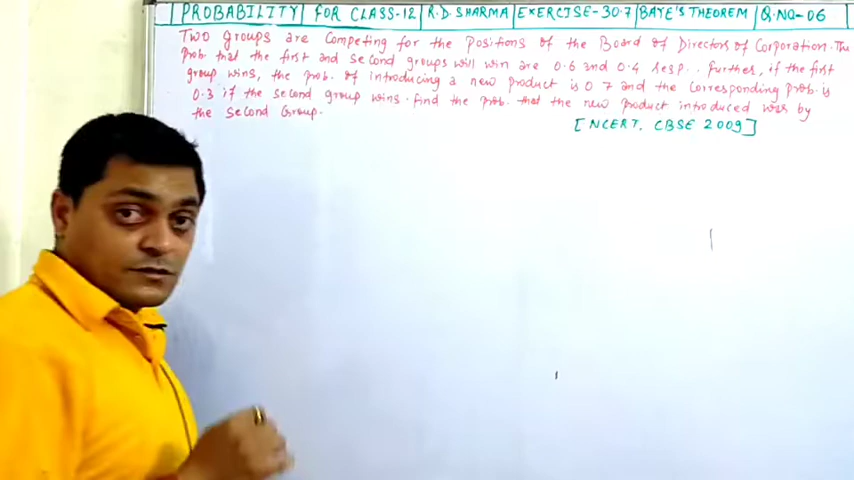 PROBABILITY FOR CLASS-12 R.D. SHARMA EXERCISE-30.7 BAYE'S THEOREM Q.NO-06
Two groups are Competing for the Positions of the Board of Directors of Corporation. The
prob. that the first and Second groups will win are 0.6 and 0.4 resp.. further, if the first
group wins, the prob. of introducing a new product is 0.7 and the Corresponding prob. is
0.3 if the second group wins. find the prob. that the new product introduced was by
the Second Group.
[NCERT, CBSE 2009]